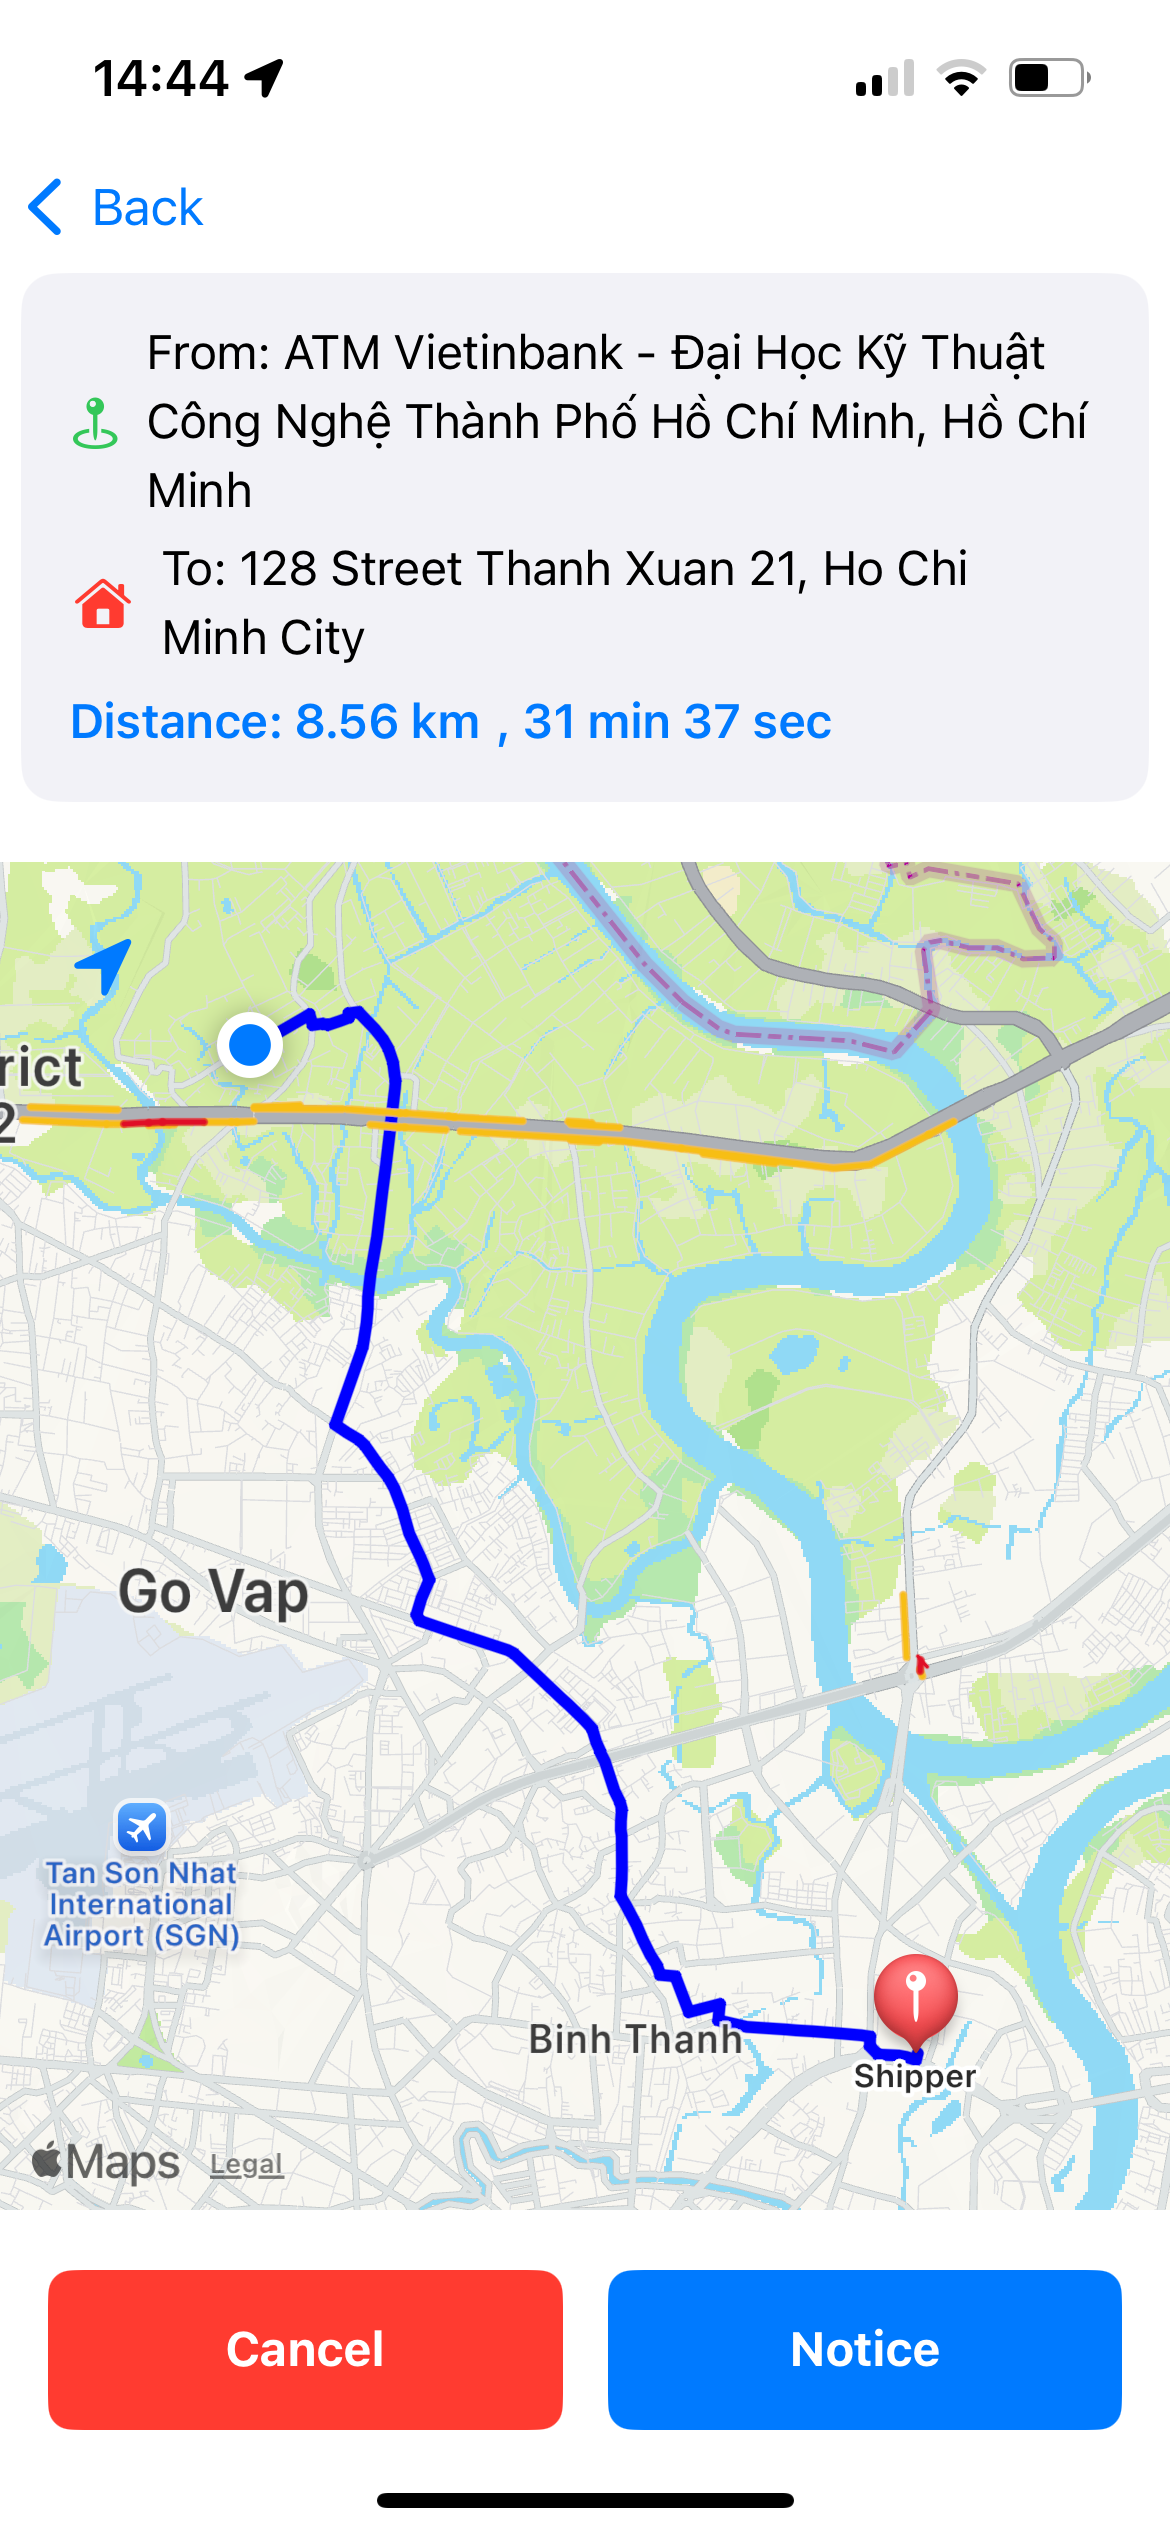 14:44
Back
From: ATM Vietinbank - Đại Học Kỹ Thuật
Công Nghệ Thành Phố Hồ Chí Minh, Hồ Chí
Minh
To: 128 Street Thanh Xuan 21, Ho Chi
Minh City
Distance: 8.56 km , 31 min 37 sec
rict
2
Go Vap
Tan Son Nhat
International
Airport (SGN)
Binh Thanh
Shipper
Maps Legal
Cancel
Notice